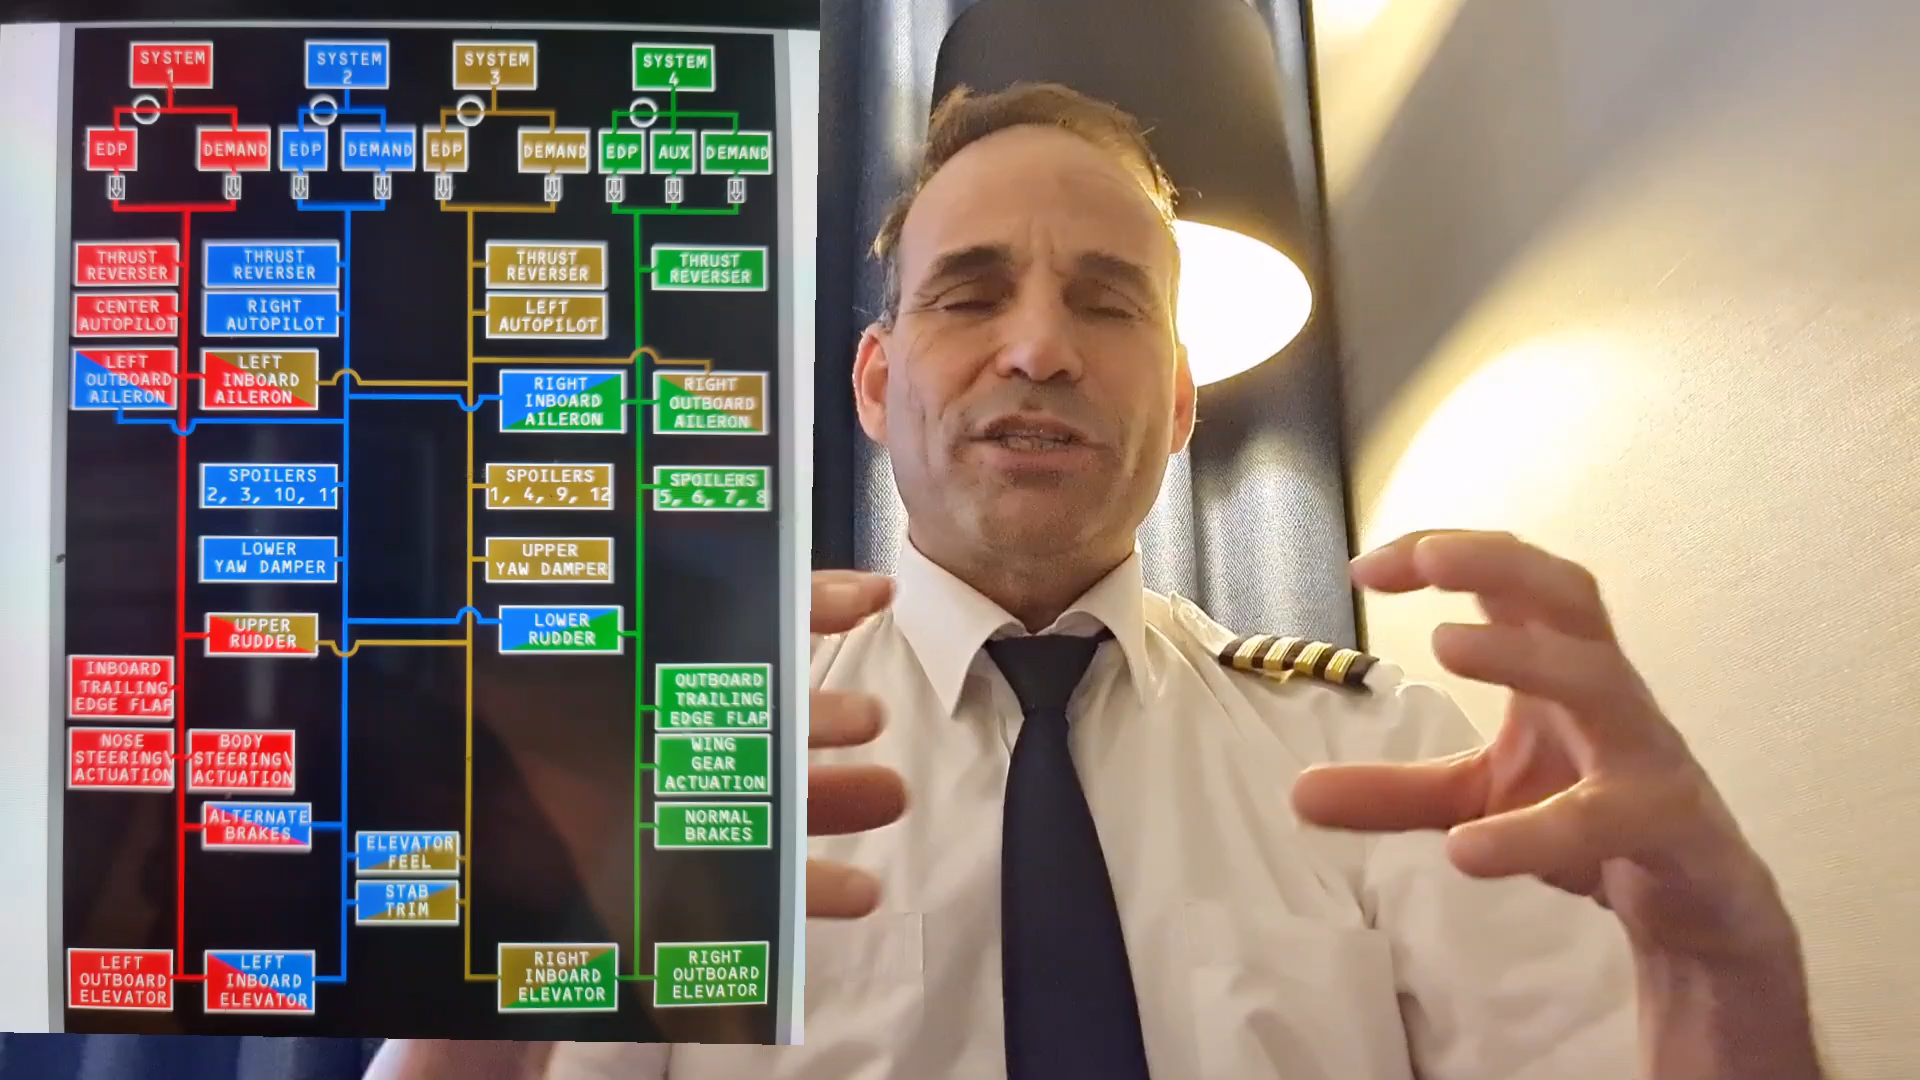 SYSTEM
1
SYSTEM
2
SYSTEM
3
SYSTEM
4
EDP
DEMAND
EDP
DEMAND
EDP
DEMAND
EDP
AUX
DEMAND
THRUST
REVERSER
THRUST
REVERSER
THRUST
REVERSER
THRUST
REVERSER
CENTER
AUTOPILOT
RIGHT
AUTOPILOT
LEFT
AUTOPILOT
LEFT
OUTBOARD
AILERON
LEFT
INBOARD
AILERON
RIGHT
INBOARD
AILERON
RIGHT
OUTBOARD
AILERON
SPOILERS
2, 3, 10, 11
SPOILERS
1, 4, 9, 12
SPOILERS
5, 6, 7, 8
LOWER
YAW DAMPER
UPPER
YAW DAMPER
UPPER
RUDDER
LOWER
RUDDER
INBOARD
TRAILING
EDGE FLAP
OUTBOARD
TRAILING
EDGE FLAP
NOSE
STEERING\
ACTUATION
BODY
STEERING\
ACTUATION
WING
GEAR
ACTUATION
ALTERNATE
BRAKES
NORMAL
BRAKES
ELEVATOR
FEEL
STAB
TRIM
LEFT
OUTBOARD
ELEVATOR
LEFT
INBOARD
ELEVATOR
RIGHT
INBOARD
ELEVATOR
RIGHT
OUTBOARD
ELEVATOR